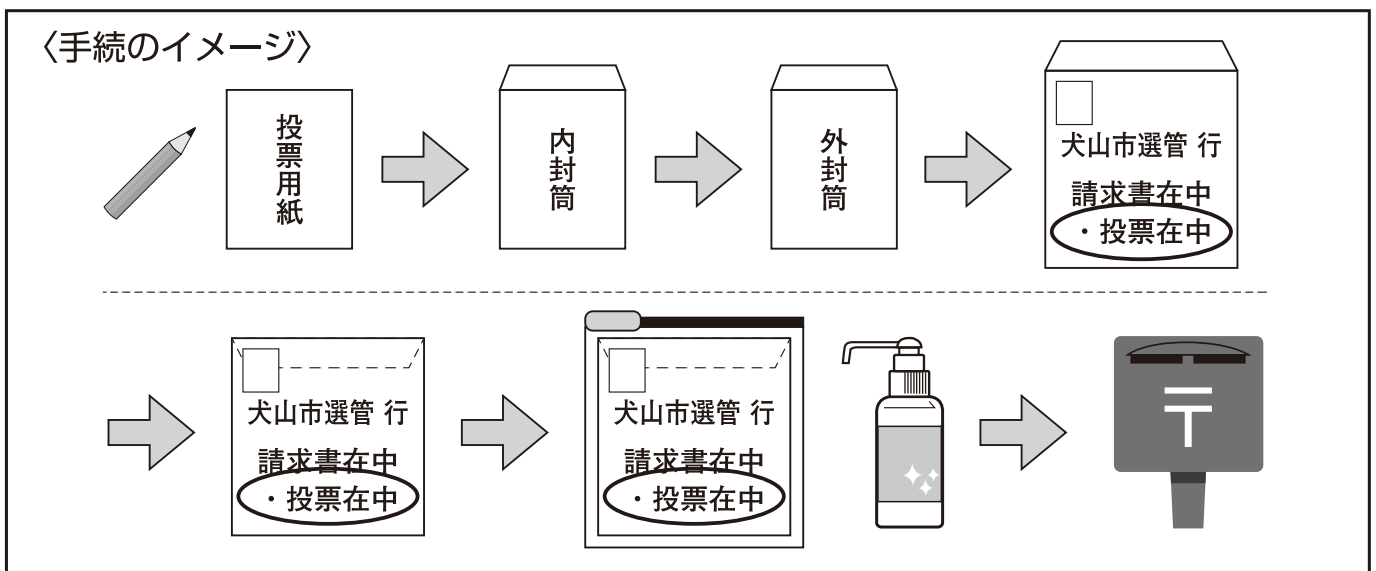 〈手続のイメージ〉
投票用紙
内封筒
外封筒
犬山市選管 行
請求書在中
・投票在中
犬山市選管 行
請求書在中
・投票在中
犬山市選管 行
請求書在中
・投票在中
〒